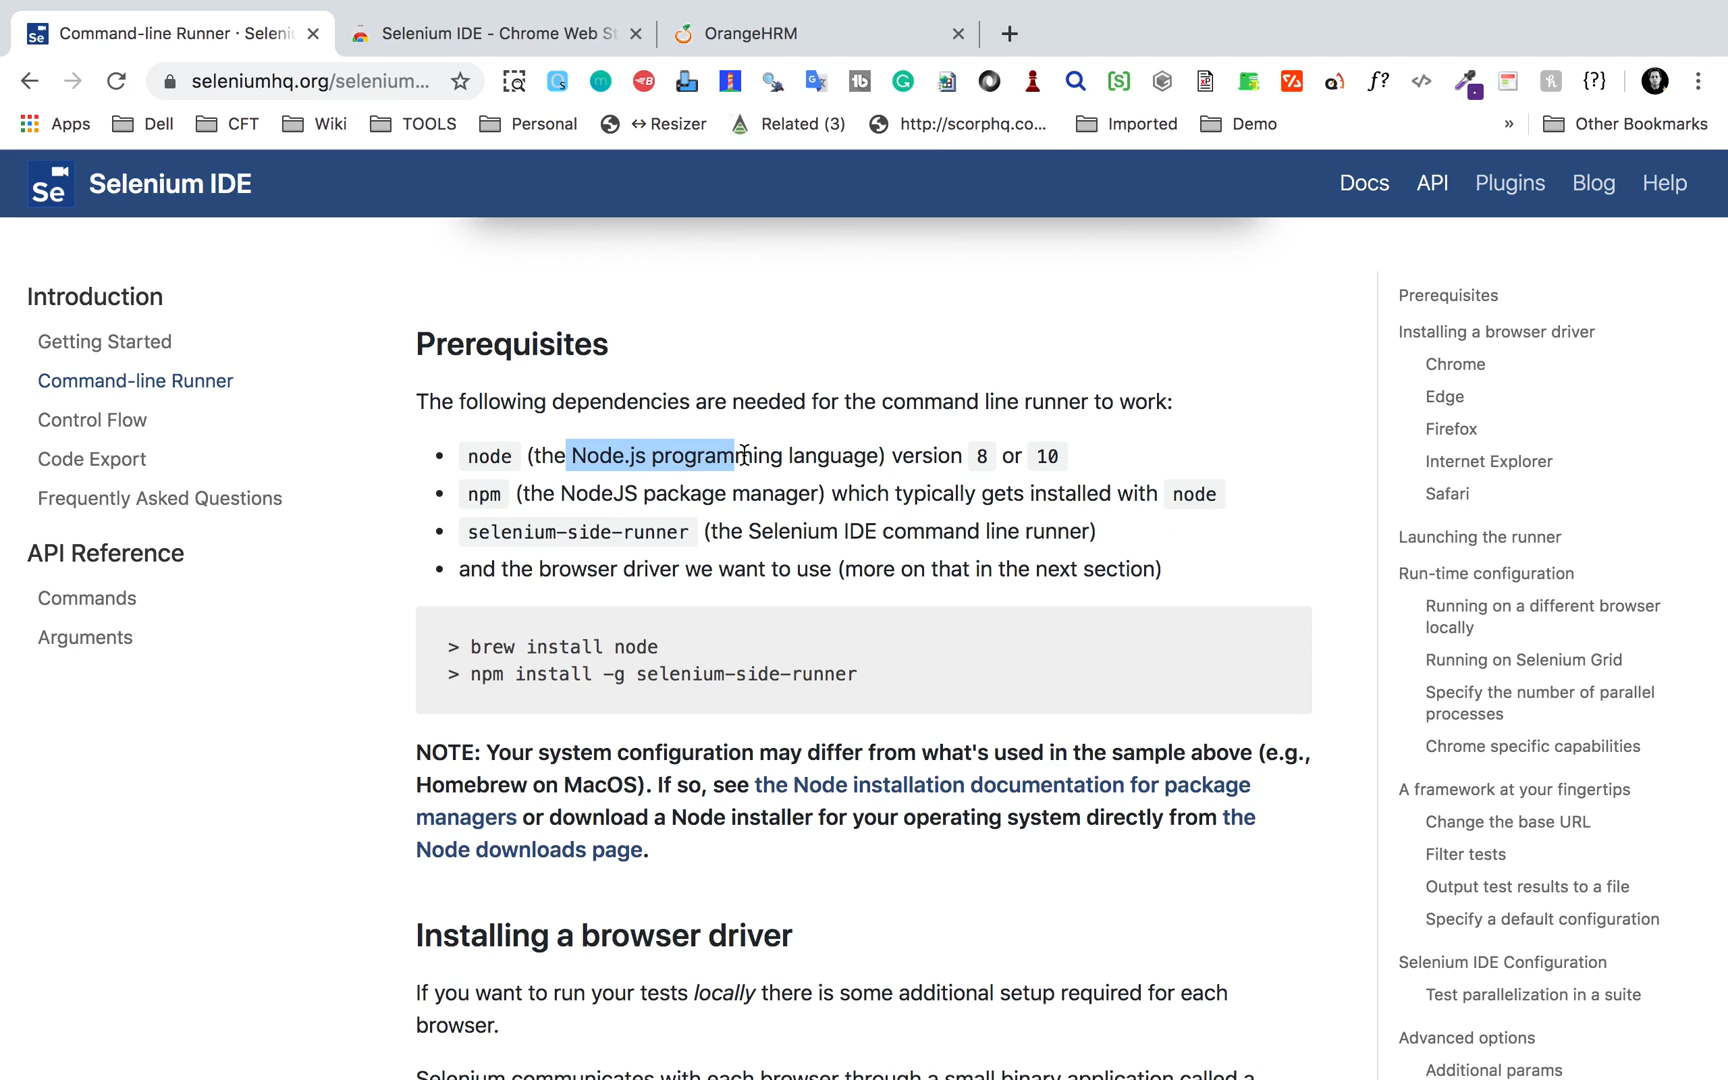 Command-line Runner · Seleni
Selenium IDE - Chrome Web St
OrangeHRM
seleniumhq.org/selenium...
Apps
Dell
CFT
Wiki
TOOLS
Personal
↔Resizer
Related (3)
http://scorphq.co...
Imported
Demo
»
Other Bookmarks
Se
Selenium IDE
Docs
API
Plugins
Blog
Help
Introduction
Getting Started
Command-line Runner
Control Flow
Code Export
Frequently Asked Questions
API Reference
Commands
Arguments
Prerequisites
The following dependencies are needed for the command line runner to work:
• node (the Node.js programming language) version 8 or 10
• npm (the NodeJS package manager) which typically gets installed with node
• selenium-side-runner (the Selenium IDE command line runner)
• and the browser driver we want to use (more on that in the next section)
> brew install node
> npm install -g selenium-side-runner
NOTE: Your system configuration may differ from what's used in the sample above (e.g.,
Homebrew on MacOS). If so, see the Node installation documentation for package
managers or download a Node installer for your operating system directly from the
Node downloads page.
Installing a browser driver
If you want to run your tests locally there is some additional setup required for each
browser.
Selenium communicates with each browser through a small binary application called a
Prerequisites
Installing a browser driver
Chrome
Edge
Firefox
Internet Explorer
Safari
Launching the runner
Run-time configuration
Running on a different browser
locally
Running on Selenium Grid
Specify the number of parallel
processes
Chrome specific capabilities
A framework at your fingertips
Change the base URL
Filter tests
Output test results to a file
Specify a default configuration
Selenium IDE Configuration
Test parallelization in a suite
Advanced options
Additional params